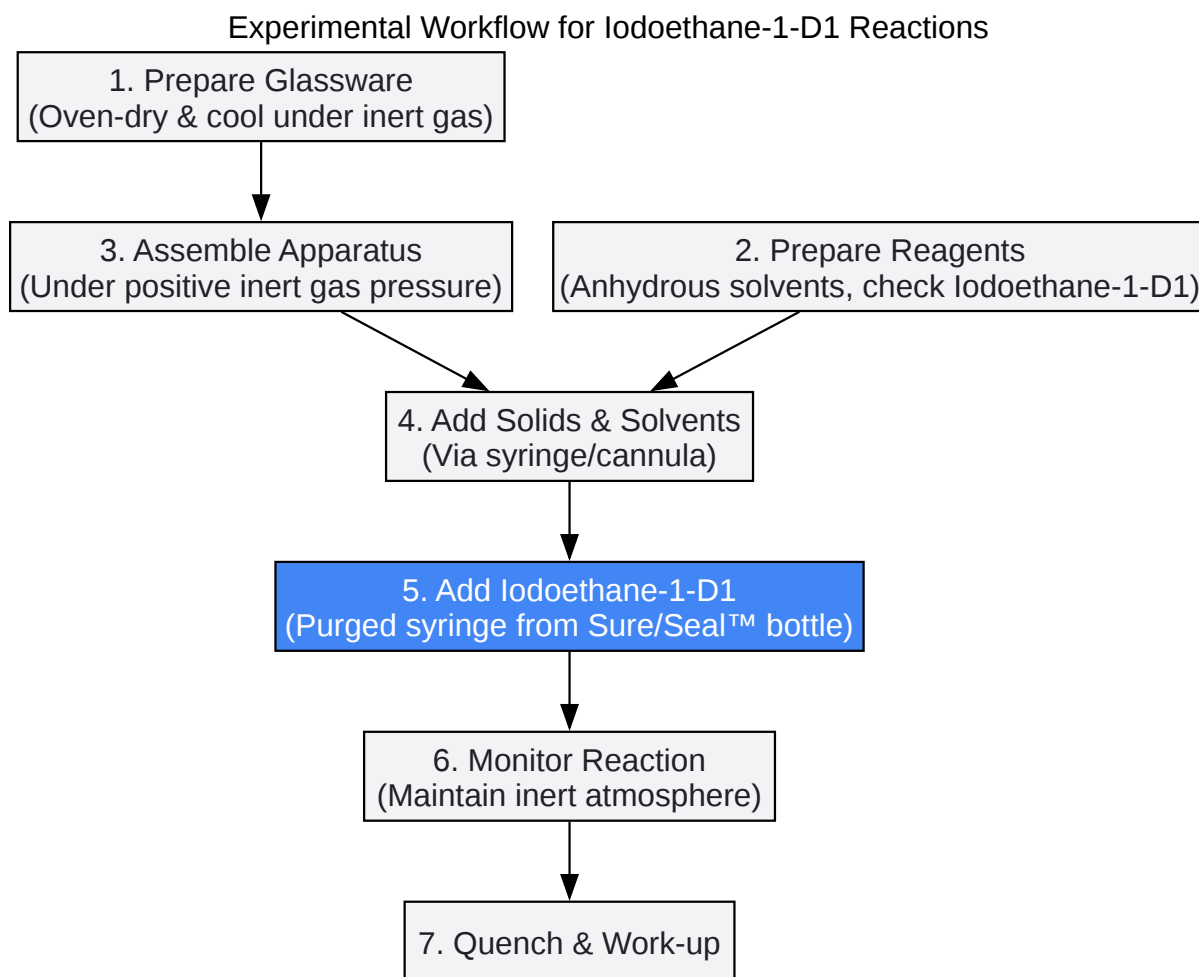 Experimental Workflow for Iodoethane-1-D1 Reactions
1. Prepare Glassware
(Oven-dry & cool under inert gas)
3. Assemble Apparatus
(Under positive inert gas pressure)
2. Prepare Reagents
(Anhydrous solvents, check Iodoethane-1-D1)
4. Add Solids & Solvents
(Via syringe/cannula)
5. Add Iodoethane-1-D1
(Purged syringe from Sure/Seal™ bottle)
6. Monitor Reaction
(Maintain inert atmosphere)
7. Quench & Work-up